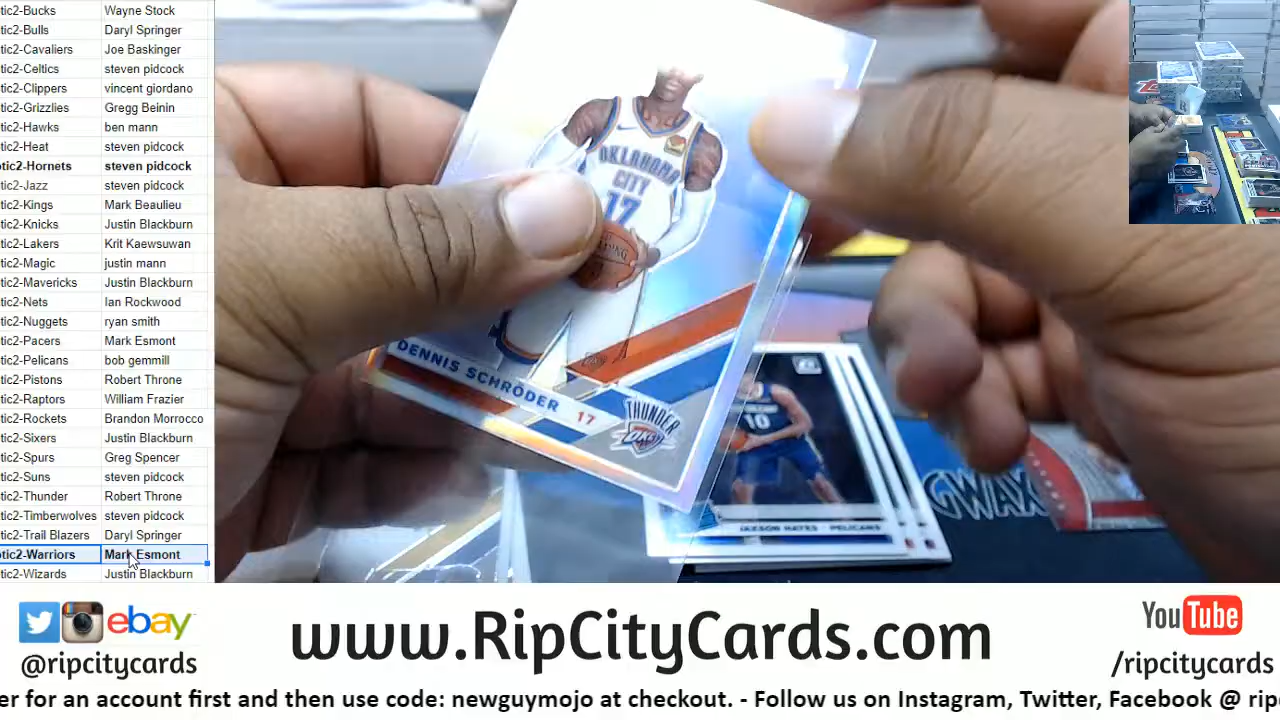 tic2-Bucks Wayne Stock
tic2-Bulls Daryl Springer
tic2-Cavaliers Joe Baskinger
tic2-Celtics steven pidcock
tic2-Clippers vincent giordano
tic2-Grizzlies Gregg Beinin
tic2-Hawks ben mann
tic2-Heat steven pidcock
otic2-Hornets steven pidcock
tic2-Jazz steven pidcock
tic2-Kings Mark Beaulieu
tic2-Knicks Justin Blackburn
tic2-Lakers Krit Kaewsuwan
tic2-Magic justin mann
tic2-Mavericks Justin Blackburn
tic2-Nets Ian Rockwood
tic2-Nuggets ryan smith
tic2-Pacers Mark Esmont
tic2-Pelicans bob gemmill
tic2-Pistons Robert Throne
tic2-Raptors William Frazier
tic2-Rockets Brandon Morrocco
tic2-Sixers Justin Blackburn
tic2-Spurs Greg Spencer
tic2-Suns steven pidcock
tic2-Thunder Robert Throne
tic2-Timberwolves steven pidcock
tic2-Trail Blazers Daryl Springer
otic2-Warriors Mark Esmont
tic2-Wizards Justin Blackburn
OKLAHOMA
CITY
17
DENNIS SCHRÖDER 17
THUNDER
10
JAXSON HAYES PELICANS
GWAX
ebay
@ripcitycards
www.RipCityCards.com
YouTube
/ripcitycards
er for an account first and then use code: newguymojo at checkout. - Follow us on Instagram, Twitter, Facebook @ rip